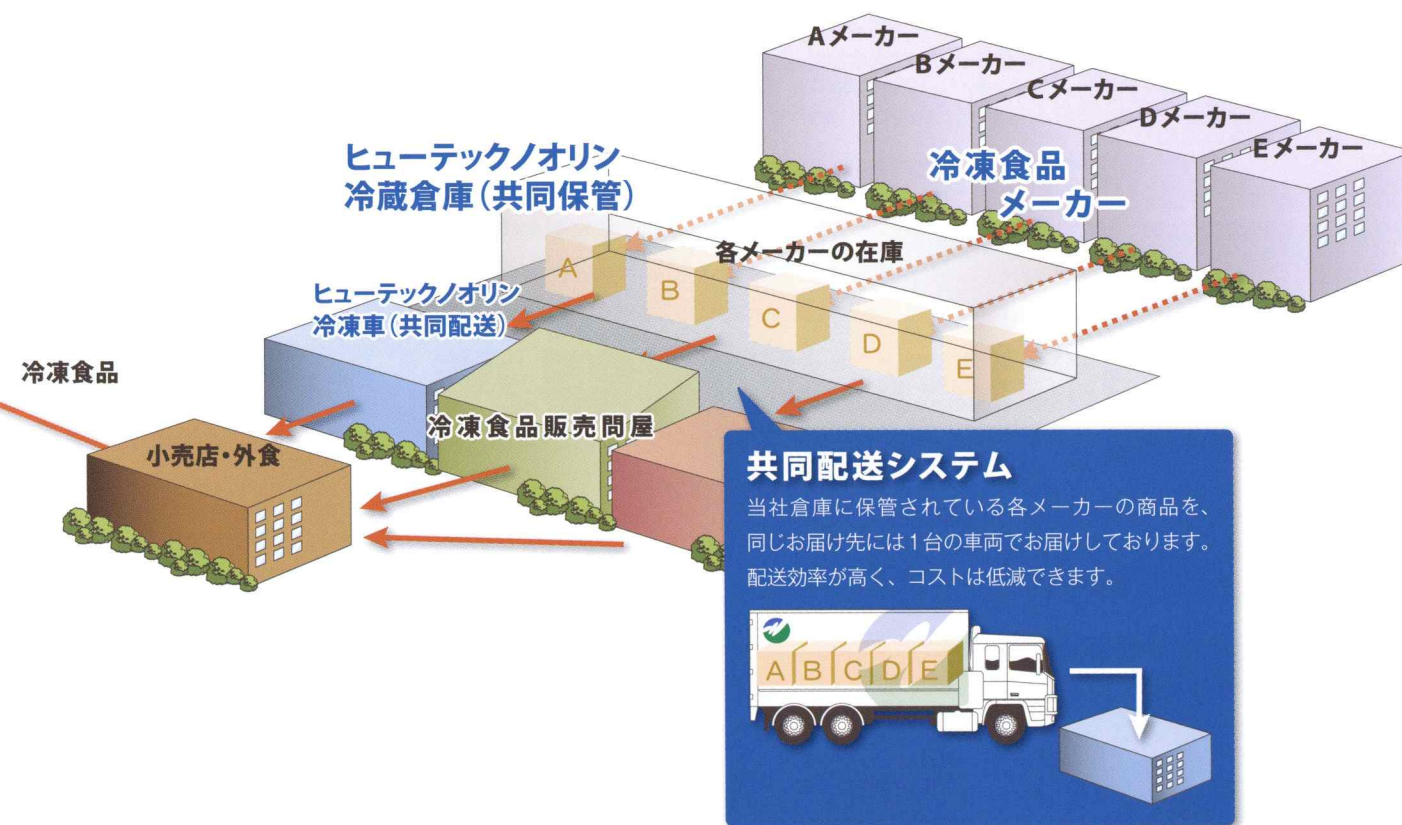 Aメーカー
Bメーカー
Cメーカー
Dメーカー
Eメーカー
冷凍食品
メーカー
ヒューテックノオリン
冷蔵倉庫(共同保管)
各メーカーの在庫
A
B
C
D
E
ヒューテックノオリン
冷凍車(共同配送)
冷凍食品
冷凍食品販売問屋
小売店・外食
共同配送システム
当社倉庫に保管されている各メーカーの商品を、
同じお届け先には1台の車両でお届けしております。
配送効率が高く、コストは低減できます。
A B C D E